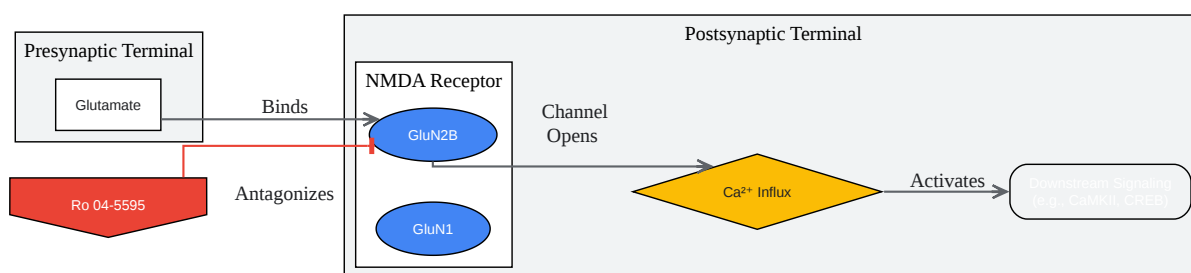 Postsynaptic Terminal
Presynaptic Terminal
NMDA Receptor
Glutamate
Binds
GluN2B
Channel
Opens
Ro 04-5595
Antagonizes
GluN1
Ca²⁺ Influx
Activates
Downstream Signaling
(e.g., CaMKII, CREB)